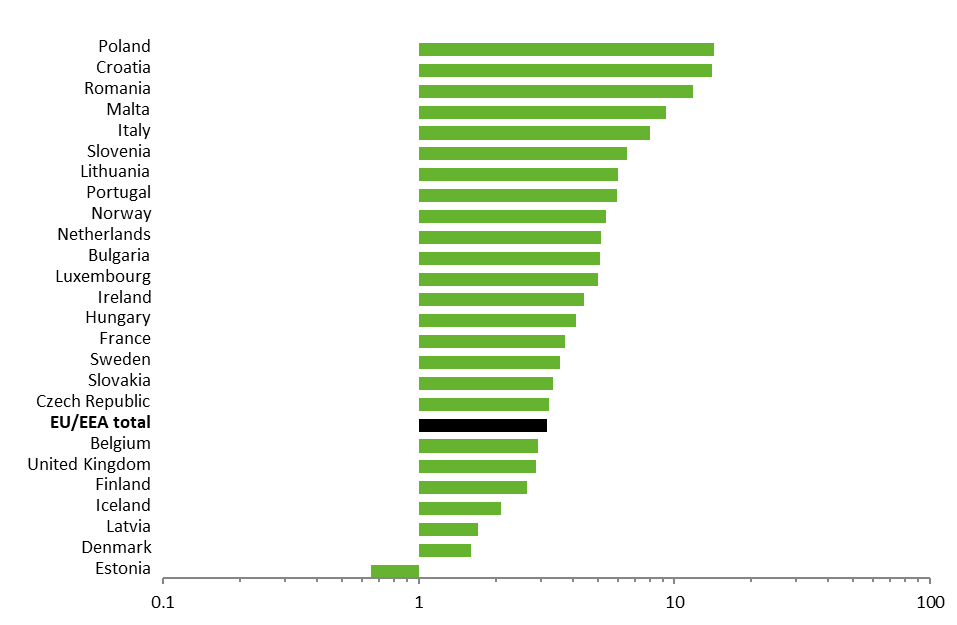 Poland
Croatia
Romania
Malta
Italy
Slovenia
Lithuania
Portugal
Norway
Netherlands
Bulgaria
Luxembourg
Ireland
Hungary
France
Sweden
Slovakia
Czech Republic
EU/EEA total
Belgium
United Kingdom
Finland
Iceland
Latvia
Denmark
Estonia
0.1 1 10 100